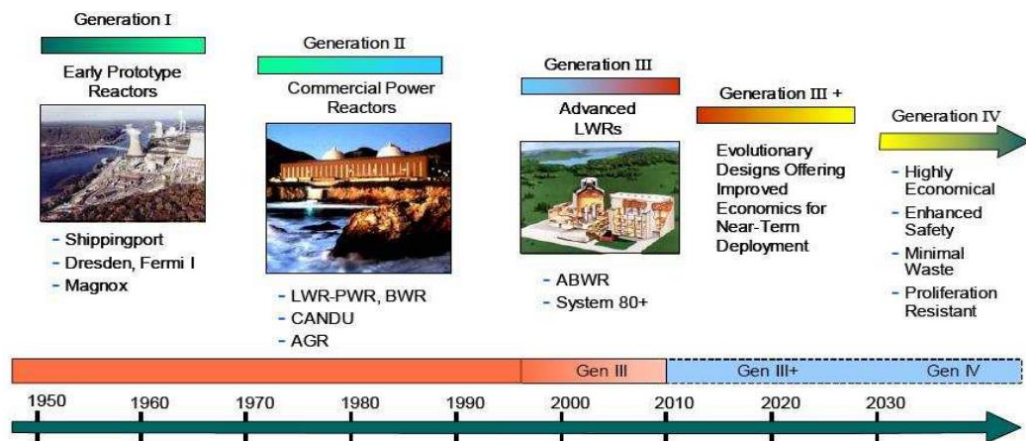 Generation I
Early Prototype
Reactors
- Shippingport
- Dresden, Fermi I
- Magnox
Generation II
Commercial Power
Reactors
- LWR-PWR, BWR
- CANDU
- AGR
Generation III
Advanced
LWRs
- ABWR
- System 80+
Generation III +
Evolutionary
Designs Offering
Improved
Economics for
Near-Term
Deployment
Generation IV
- Highly
Economical
- Enhanced
Safety
- Minimal
Waste
- Proliferation
Resistant
Gen III
Gen III+
Gen IV
1950 1960 1970 1980 1990 2000 2010 2020 2030